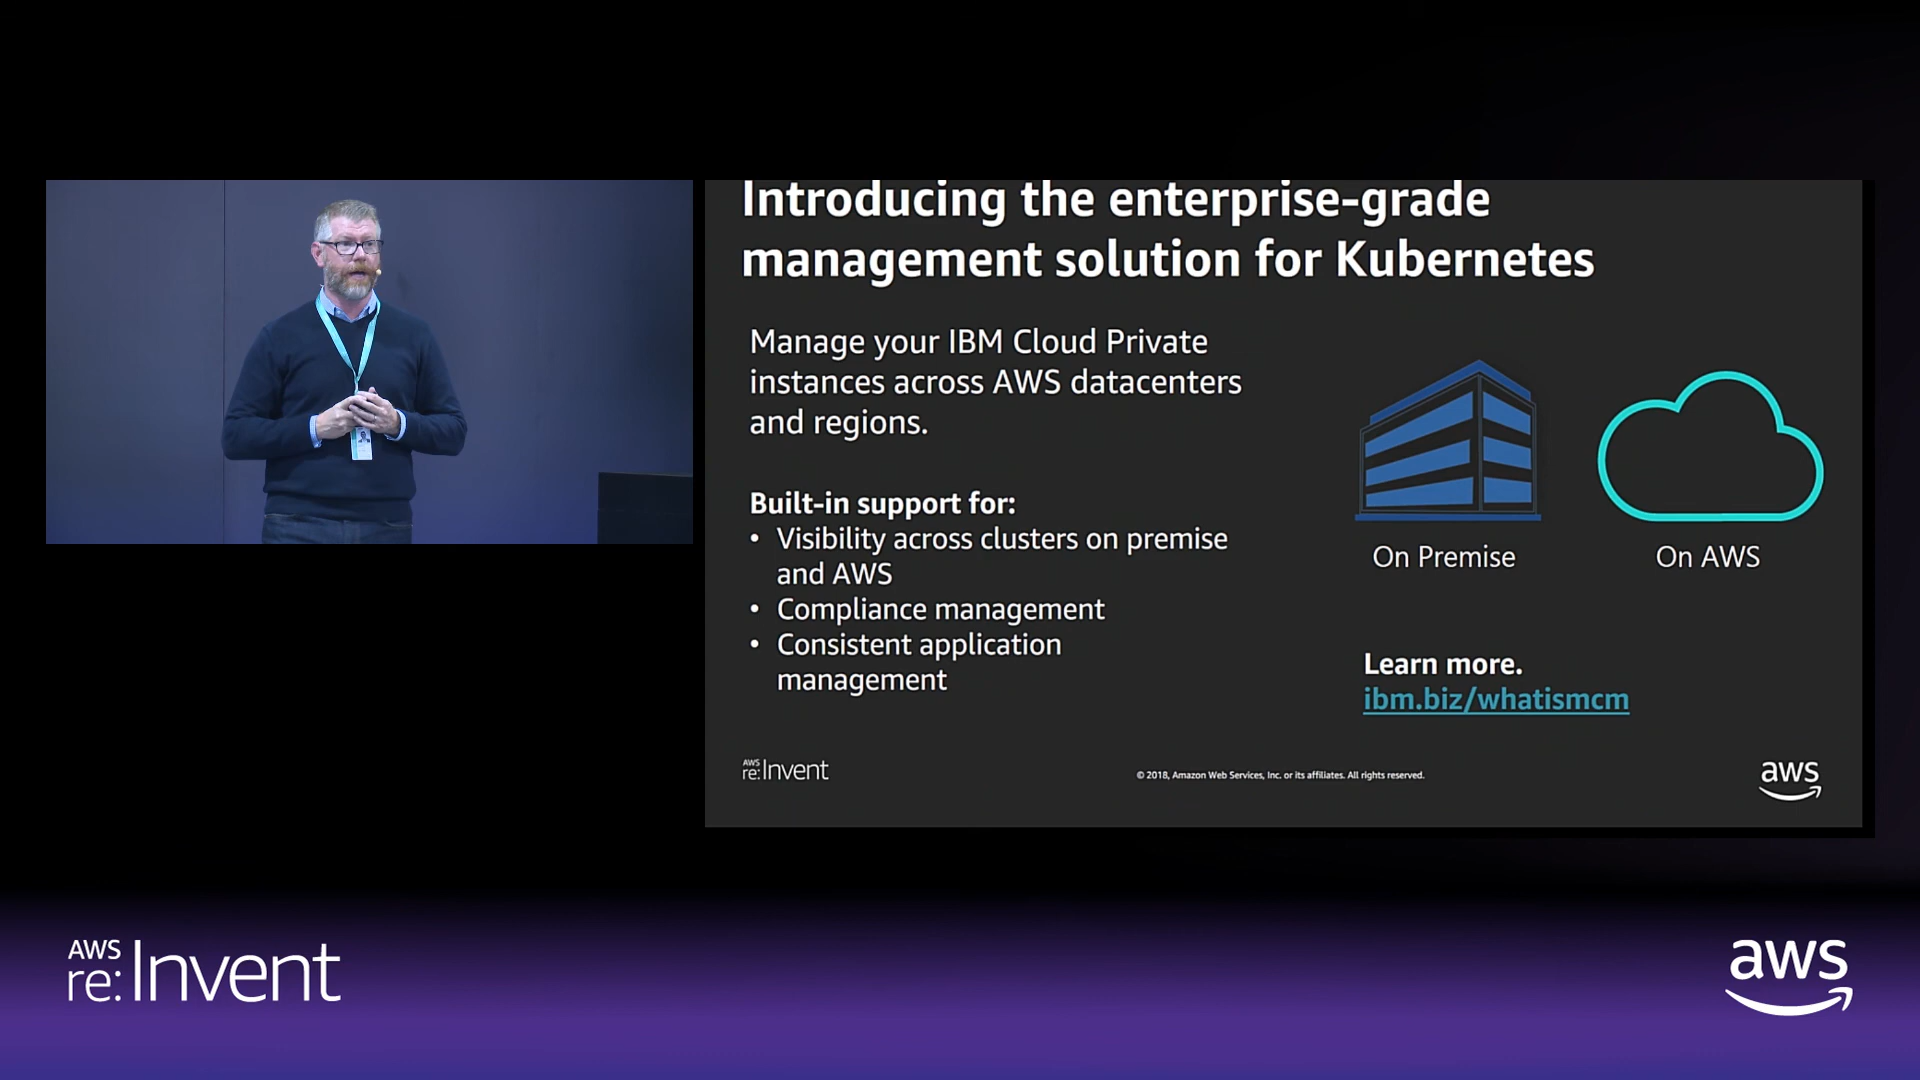 Introducing the enterprise-grade
management solution for Kubernetes
Manage your IBM Cloud Private
instances across AWS datacenters
and regions.
Built-in support for:
• Visibility across clusters on premise
and AWS
• Compliance management
• Consistent application
management
On Premise
On AWS
Learn more.
ibm.biz/whatismcm
AWS
re:Invent
© 2018, Amazon Web Services, Inc. or its affiliates. All rights reserved.
aws
AWS
re:Invent
aws